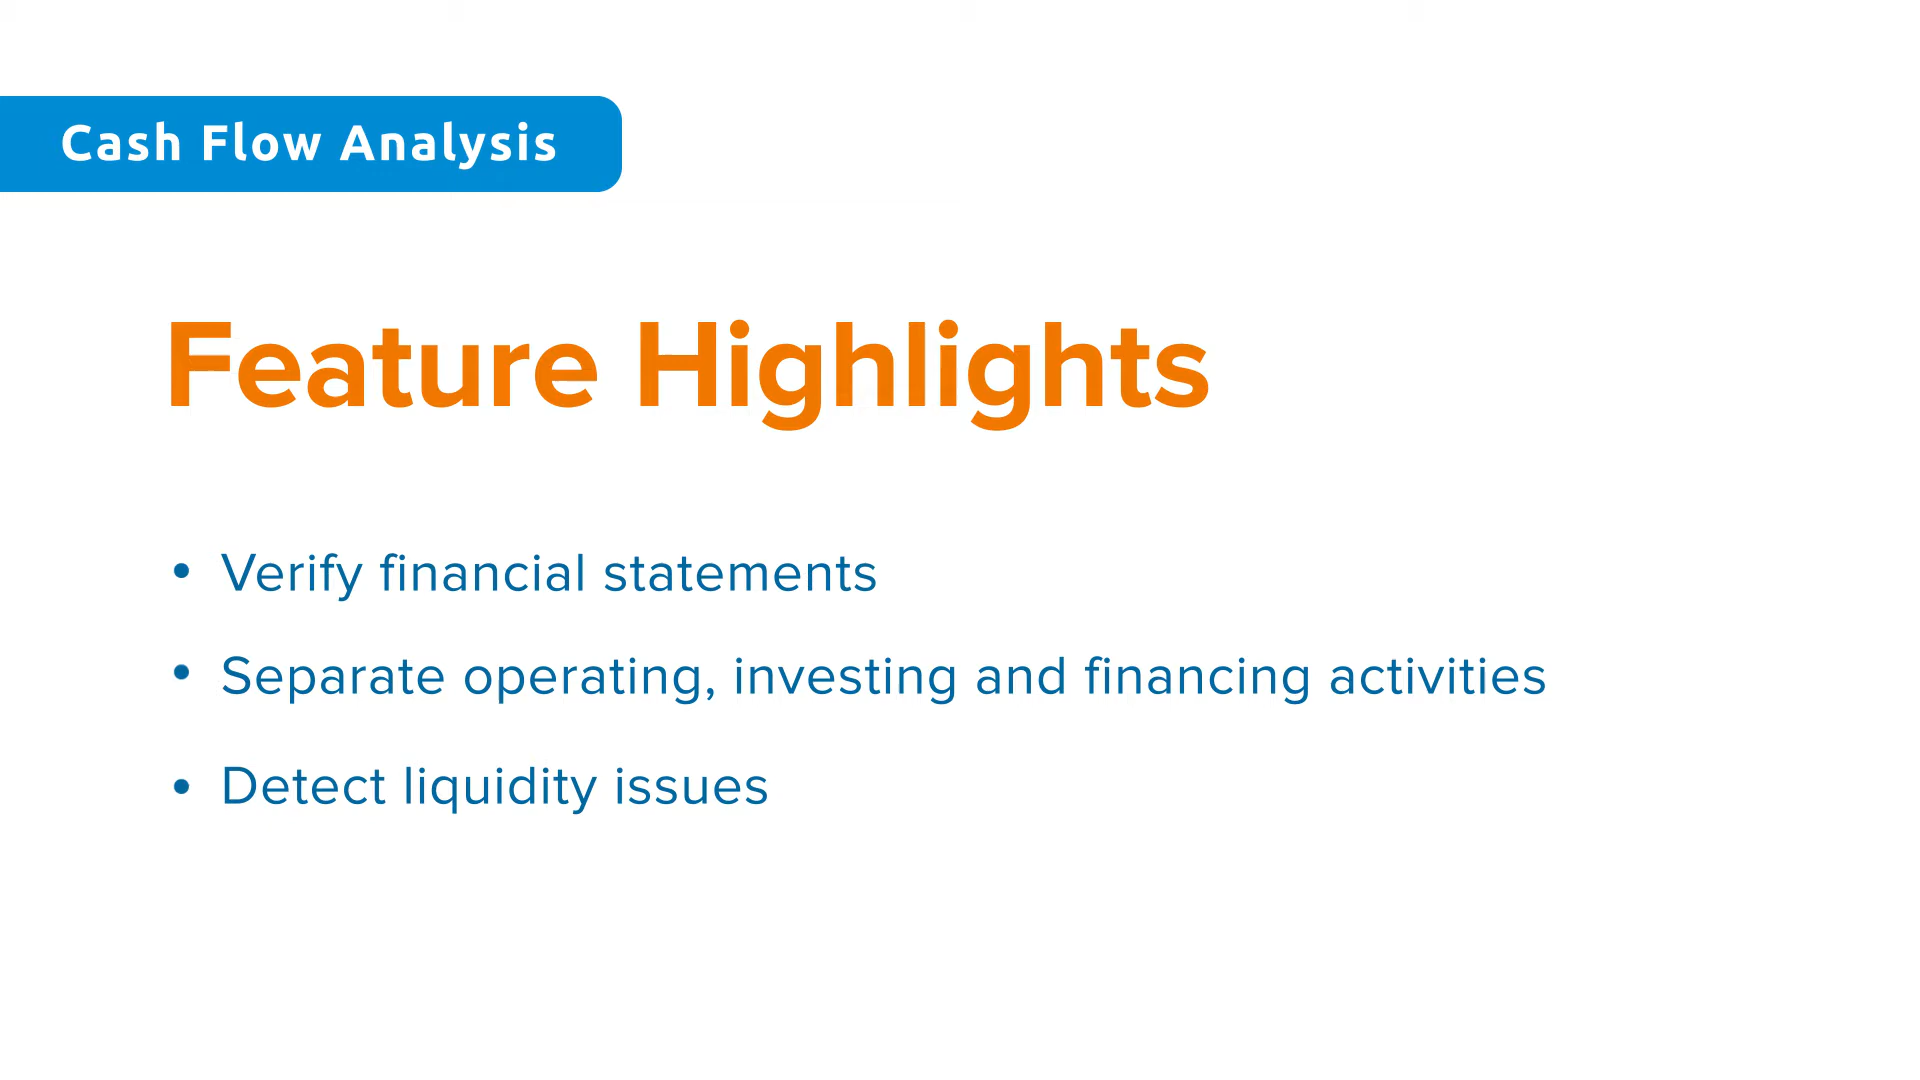 Cash Flow Analysis
Feature Highlights
• Verify financial statements
• Separate operating, investing and financing activities
• Detect liquidity issues